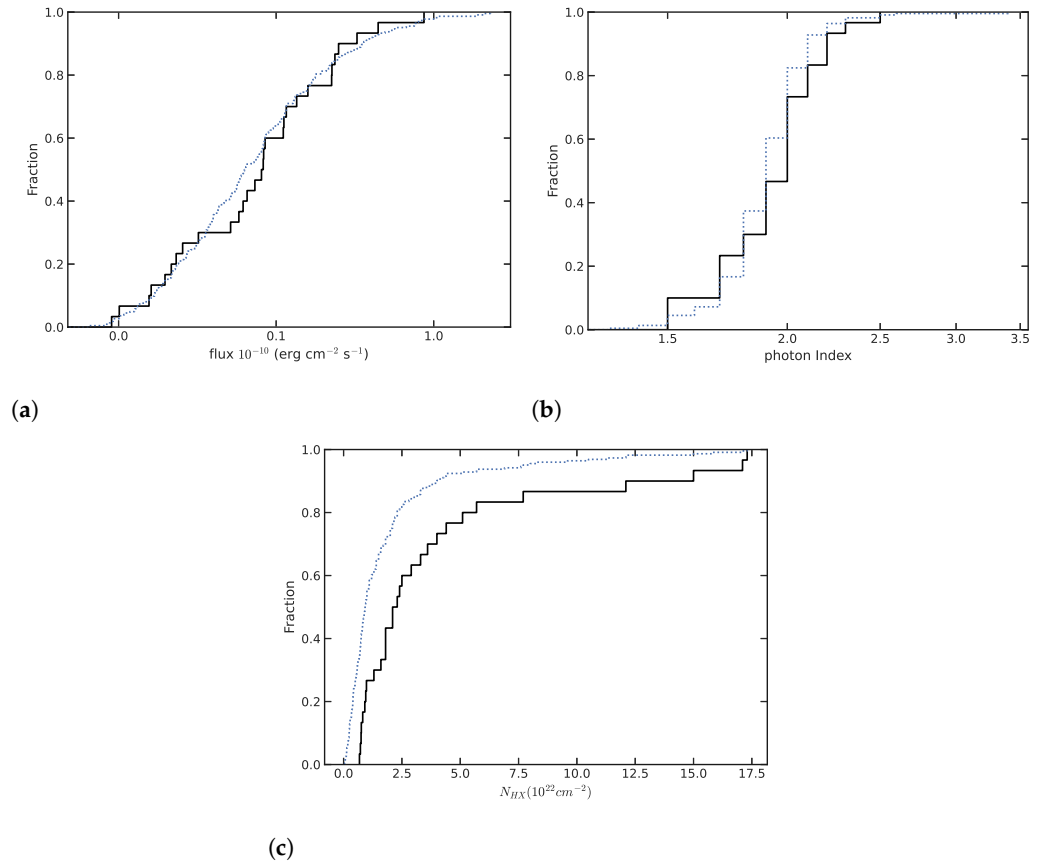 1.0
0.8
0.6
0.4
0.2
0.0
Fraction
0.0 0.1 1.0
flux 10⁻¹⁰ (erg cm⁻² s⁻¹)
(a)
1.0
0.8
0.6
0.4
0.2
0.0
Fraction
1.5 2.0 2.5 3.0 3.5
photon Index
(b)
1.0
0.8
0.6
0.4
0.2
0.0
Fraction
0.0 2.5 5.0 7.5 10.0 12.5 15.0 17.5
N_{HX}(10²²cm⁻²)
(c)